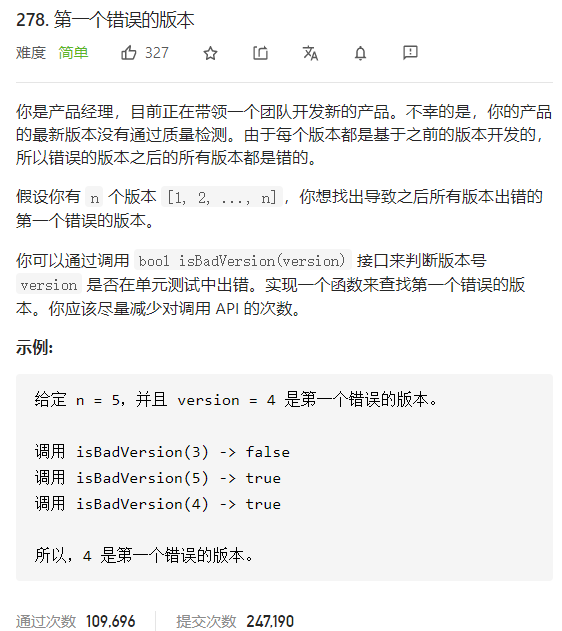 278. 第一个错误的版本
难度 简单 327
你是产品经理，目前正在带领一个团队开发新的产品。不幸的是，你的产品
的最新版本没有通过质量检测。由于每个版本都是基于之前的版本开发的，
所以错误的版本之后的所有版本都是错的。
假设你有 n 个版本 [1, 2, ..., n]，你想找出导致之后所有版本出错的
第一个错误的版本。
你可以通过调用 bool isBadVersion(version) 接口来判断版本号
version 是否在单元测试中出错。实现一个函数来查找第一个错误的版
本。你应该尽量减少对调用 API 的次数。
示例:
给定 n = 5，并且 version = 4 是第一个错误的版本。
调用 isBadVersion(3) -> false
调用 isBadVersion(5) -> true
调用 isBadVersion(4) -> true
所以，4 是第一个错误的版本。
通过次数 109,696 提交次数 247,190